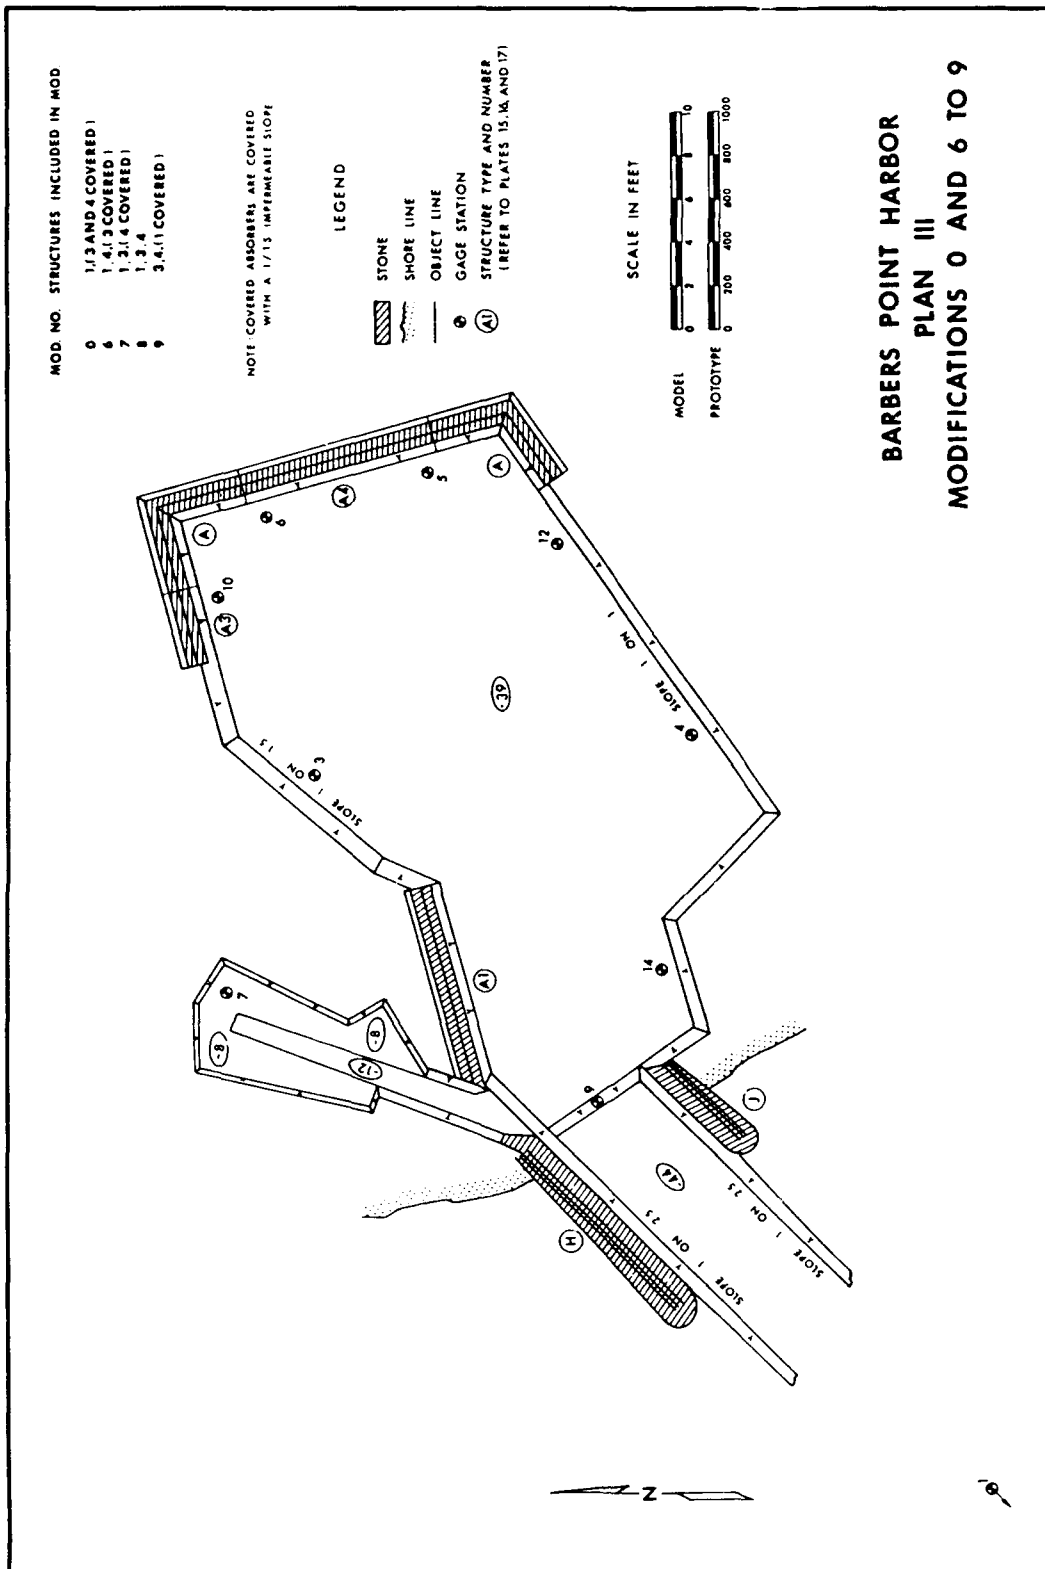 MOD. NO. STRUCTURES INCLUDED IN MOD
0 1,(3 AND 4 COVERED)
6 1,4,(3 COVERED)
7 1,3,(4 COVERED)
8 1,3,4
9 3,4,(1 COVERED)
NOTE: COVERED ABSORBERS ARE COVERED
WITH A 1/15 IMPERMEABLE SLOPE
LEGEND
STONE
SHORE LINE
OBJECT LINE
GAGE STATION
A1 STRUCTURE TYPE AND NUMBER
(REFER TO PLATES 15,16, AND 17)
SCALE IN FEET
MODEL 0 2 4 6 8 10
PROTOTYPE 0 200 400 600 800 1000
BARBERS POINT HARBOR
PLAN III
MODIFICATIONS 0 AND 6 TO 9
A
A3
10
6
A4
5
A
12
3
SLOPE 1 ON 1.5
-39
SLOPE 1 ON 1
4
7
-8
-8
-12
A1
14
9
J
H
-44
SLOPE 1 ON 25
SLOPE 1 ON 25
N
1